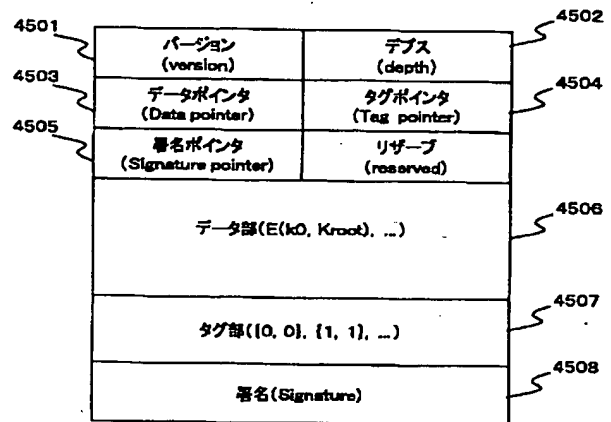 4501
バージョン
(version)
デプス
(depth)
4502
4503
データポインタ
(Data pointer)
タグポインタ
(Tag pointer)
4504
4505
署名ポインタ
(Signature pointer)
リザーブ
(reserved)
データ部(E(k0, Kroot), ...)
4506
タグ部({0, 0}, {1, 1}, ...)
4507
署名(Signature)
4508